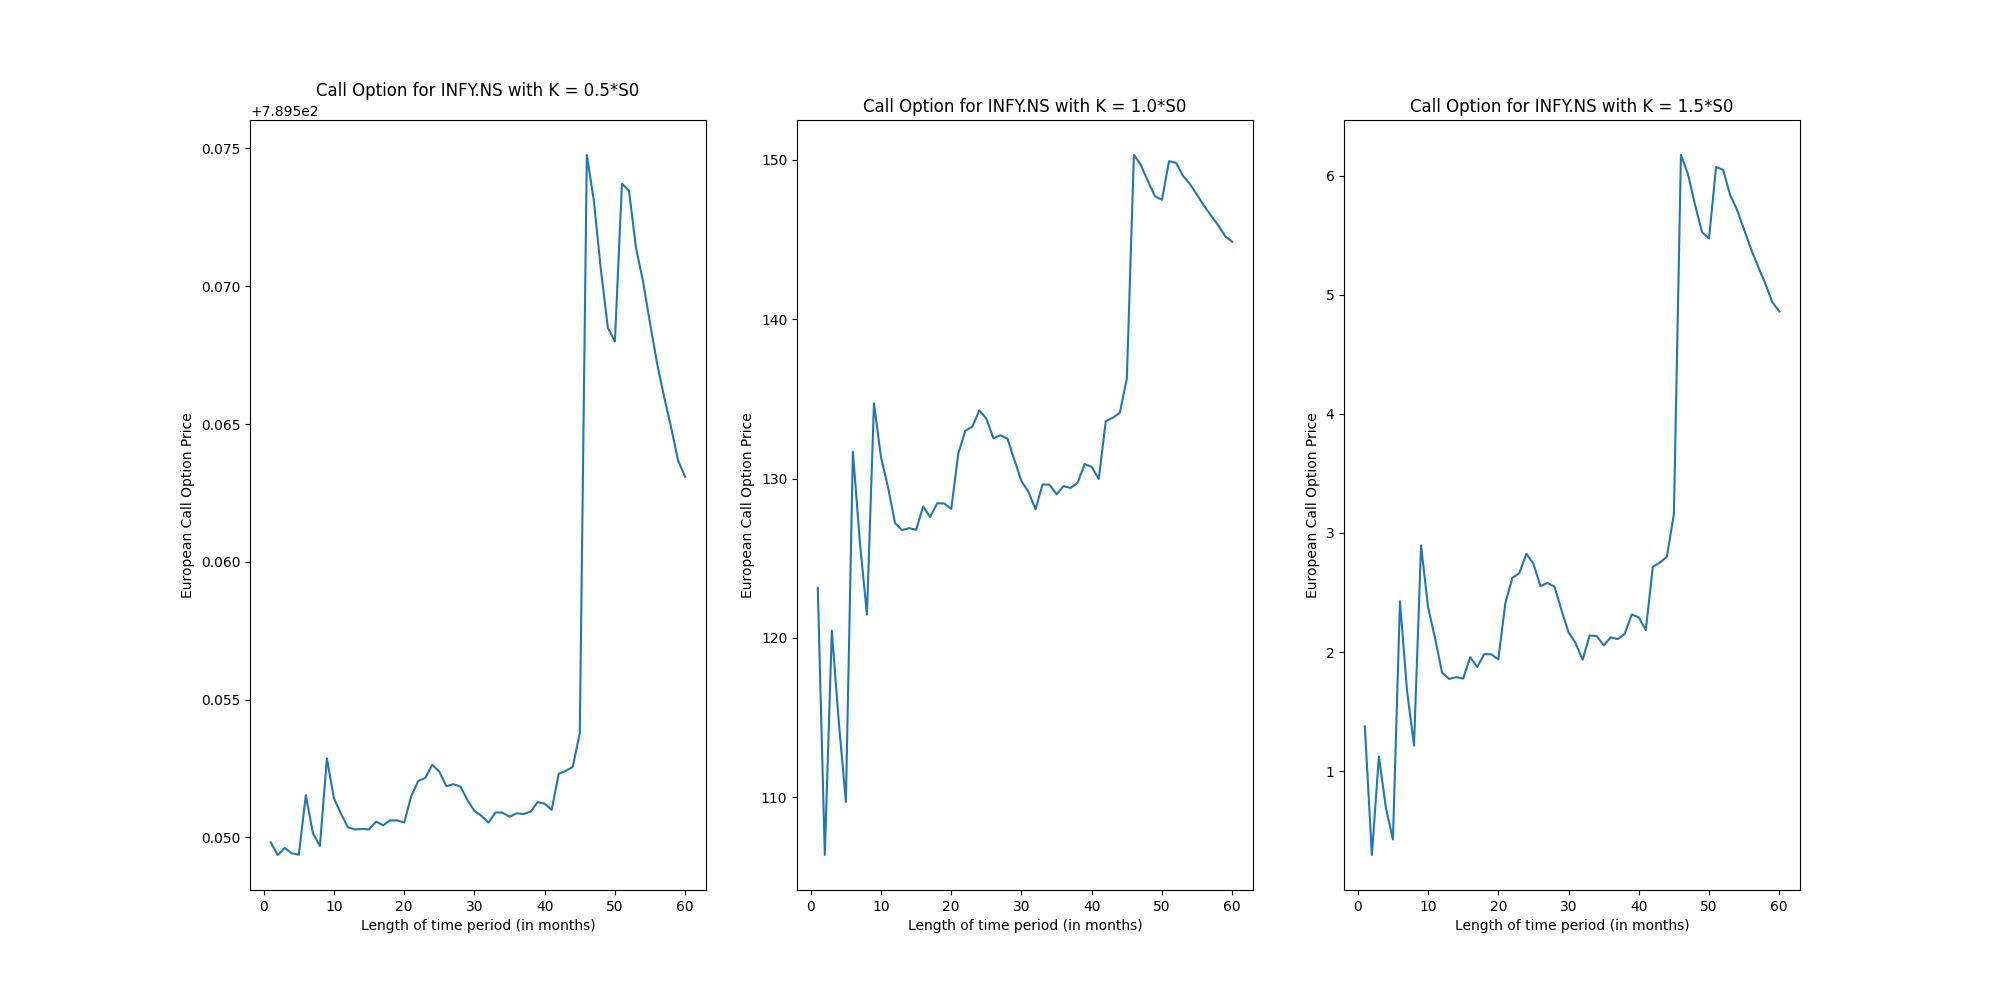 Call Option for INFY.NS with K = 0.5*S0
+7.895e2
0.075
0.070
0.065
0.060
0.055
0.050
European Call Option Price
0 10 20 30 40 50 60
Length of time period (in months)
Call Option for INFY.NS with K = 1.0*S0
150
140
130
120
110
European Call Option Price
0 10 20 30 40 50 60
Length of time period (in months)
Call Option for INFY.NS with K = 1.5*S0
6
5
4
3
2
1
European Call Option Price
0 10 20 30 40 50 60
Length of time period (in months)